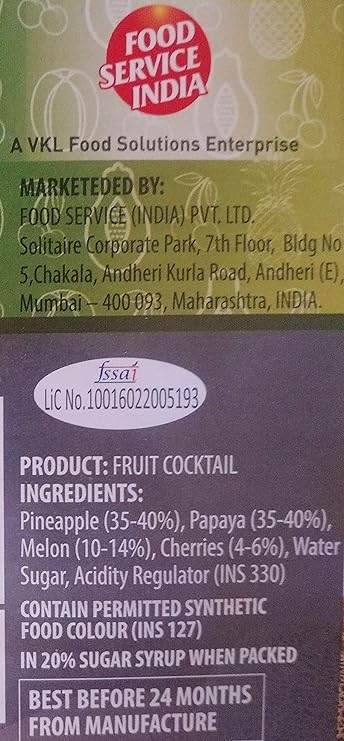 FOOD
SERVICE
INDIA
A VKL Food Solutions Enterprise
MARKETEDED BY:
FOOD SERVICE (INDIA) PVT. LTD.
Solitaire Corporate Park, 7th Floor, Bldg No
5,Chakala, Andheri Kurla Road, Andheri (E),
Mumbai – 400 093, Maharashtra, INDIA.
fssai
LiC No.10016022005193
PRODUCT: FRUIT COCKTAIL
INGREDIENTS:
Pineapple (35-40%), Papaya (35-40%),
Melon (10-14%), Cherries (4-6%), Water
Sugar, Acidity Regulator (INS 330)
CONTAIN PERMITTED SYNTHETIC
FOOD COLOUR (INS 127)
IN 20% SUGAR SYRUP WHEN PACKED
BEST BEFORE 24 MONTHS
FROM MANUFACTURE